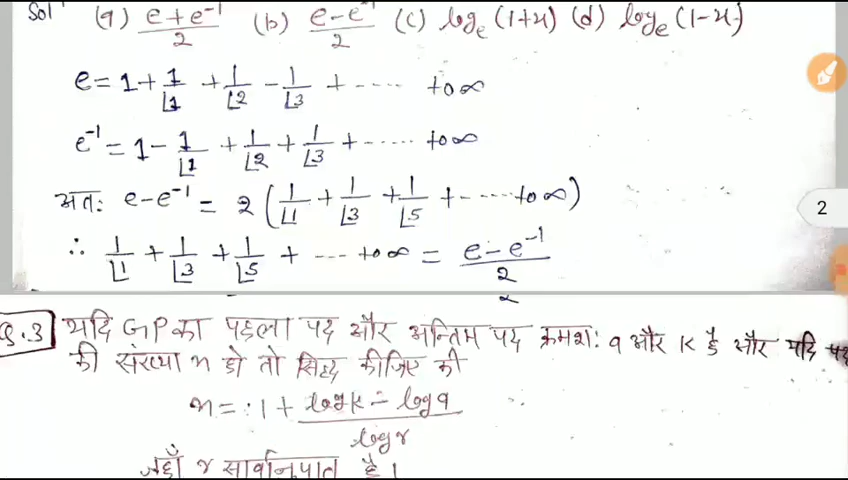 Sol (a) e+e⁻¹/2 (b) e-e⁻¹/2 (c) logₑ(1+x) (d) logₑ(1-x)
e = 1 + 1/⌊1 + 1/⌊2 - 1/⌊3 + ----- to ∞
e⁻¹ = 1 - 1/⌊1 + 1/⌊2 + 1/⌊3 + ...... to ∞
अतः e-e⁻¹ = 2 (1/⌊1 + 1/⌊3 + 1/⌊5 + ----- to ∞)
2
∴ 1/⌊1 + 1/⌊3 + 1/⌊5 + ---- to ∞ = e-e⁻¹/2
Q.3 यदि GP का पहला पद और अन्तिम पद क्रमशः a और K है और यदि
की संख्या n हो तो सिद्ध कीजिए की
n = 1 + logk - log a/log r
जहाँ r सार्वानुपात है।